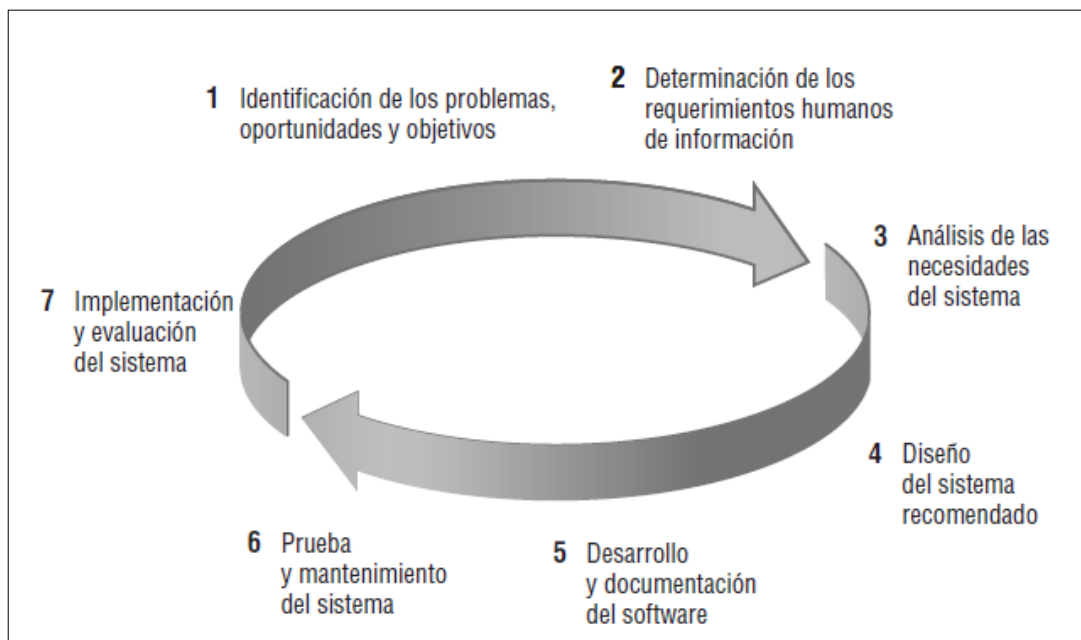 1 Identificación de los problemas,
oportunidades y objetivos
2 Determinación de los
requerimientos humanos
de información
3 Análisis de las
necesidades
del sistema
4 Diseño
del sistema
recomendado
5 Desarrollo
y documentación
del software
6 Prueba
y mantenimiento
del sistema
7 Implementación
y evaluación
del sistema